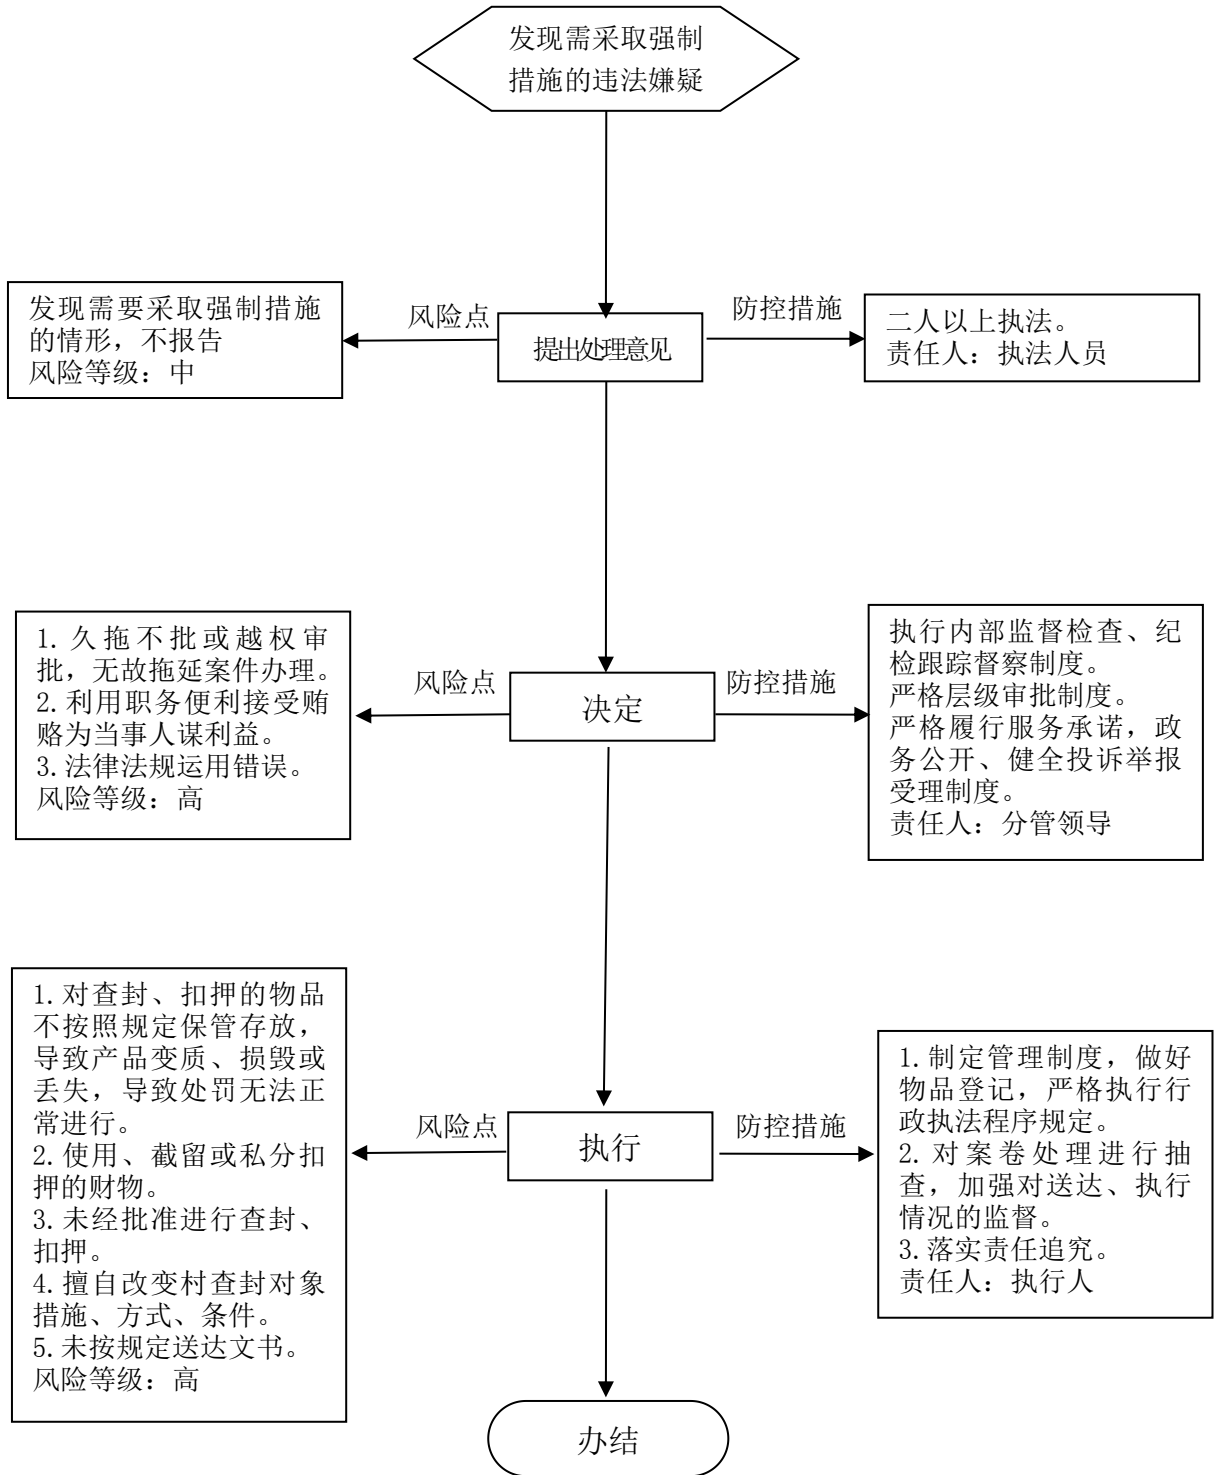 发现需采取强制
措施的违法嫌疑
发现需要采取强制措施
的情形，不报告
风险等级：中
风险点
提出处理意见
防控措施
二人以上执法。
责任人：执法人员
1. 久拖不批或越权审
批，无故拖延案件办理。
2.利用职务便利接受贿
赂为当事人谋利益。
3.法律法规运用错误。
风险等级：高
风险点
决定
防控措施
执行内部监督检查、纪
检跟踪督察制度。
严格层级审批制度。
严格履行服务承诺，政
务公开、健全投诉举报
受理制度。
责任人：分管领导
1.对查封、扣押的物品
不按照规定保管存放，
导致产品变质、损毁或
丢失，导致处罚无法正
常进行。
2.使用、截留或私分扣
押的财物。
3.未经批准进行查封、
扣押。
4.擅自改变村查封对象
措施、方式、条件。
5.未按规定送达文书。
风险等级：高
风险点
执行
防控措施
1.制定管理制度，做好
物品登记，严格执行行
政执法程序规定。
2.对案卷处理进行抽
查，加强对送达、执行
情况的监督。
3.落实责任追究。
责任人：执行人
办结